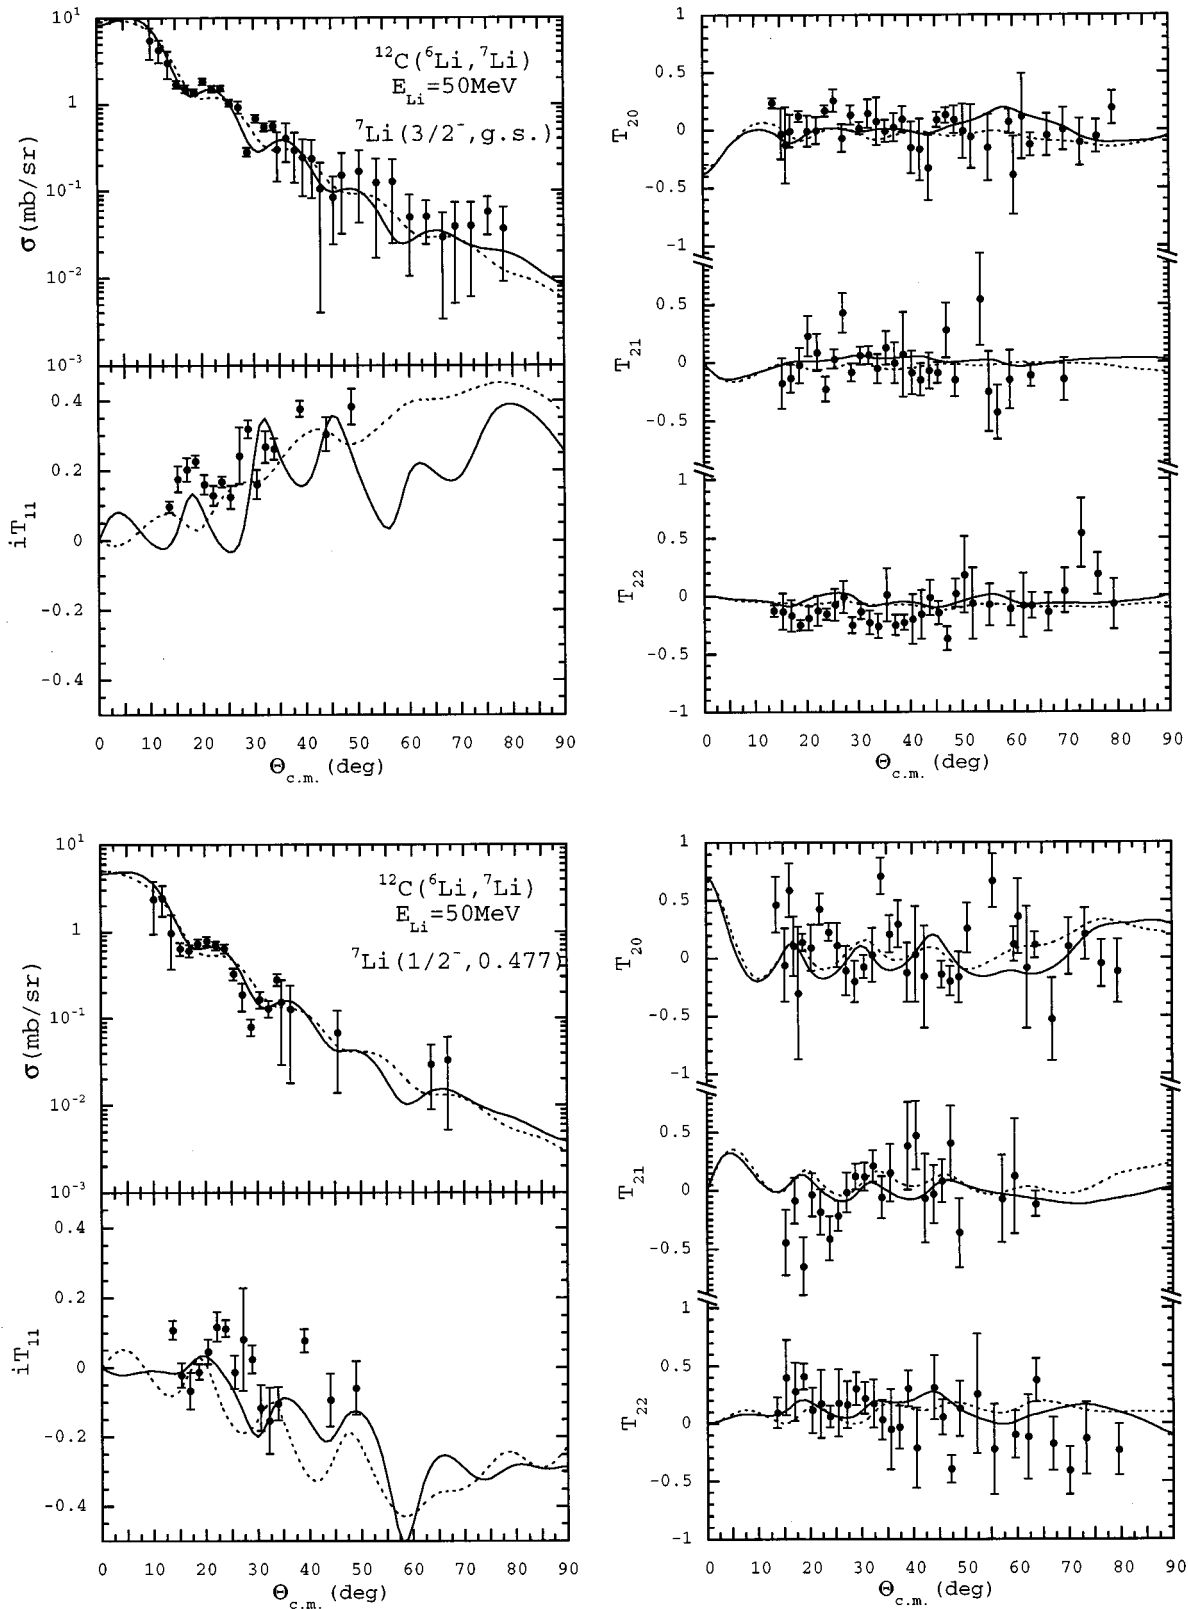 10¹
1
10⁻¹
10⁻²
10⁻³
σ(mb/sr)
¹²C(⁶Li,⁷Li)
E_Li=50MeV
⁷Li(3/2⁻,g.s.)
0.4
0.2
0
-0.2
-0.4
iT₁₁
0 10 20 30 40 50 60 70 80 90
Θc.m.(deg)
1
0.5
0
-0.5
-1
T₂₀
0.5
0
-0.5
T₂₁
1
0.5
0
-0.5
-1
T₂₂
0 10 20 30 40 50 60 70 80 90
Θc.m.(deg)
10¹
1
10⁻¹
10⁻²
10⁻³
σ(mb/sr)
¹²C(⁶Li,⁷Li)
E_Li=50MeV
⁷Li(1/2⁻,0.477)
0.4
0.2
0
-0.2
-0.4
iT₁₁
0 10 20 30 40 50 60 70 80 90
Θc.m.(deg)
1
0.5
0
-0.5
-1
T₂₀
0.5
0
-0.5
T₂₁
1
0.5
0
-0.5
-1
T₂₂
0 10 20 30 40 50 60 70 80 90
Θc.m.(deg)